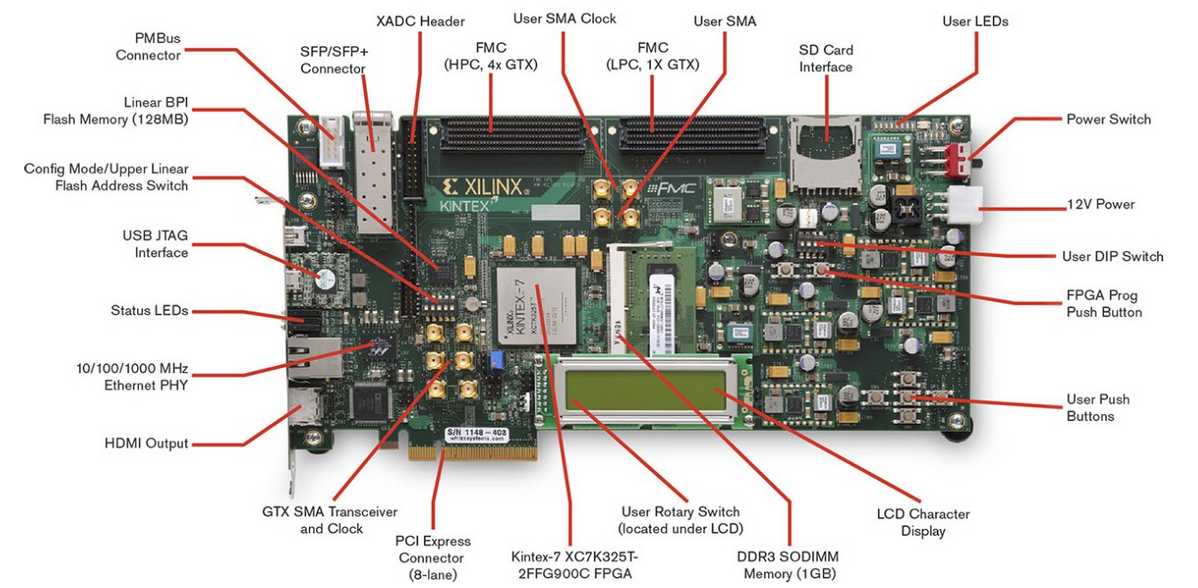 XADC Header
User SMA Clock
User SMA
User LEDs
PMBus
Connector
SFP/SFP+
Connector
FMC
(HPC, 4x GTX)
FMC
(LPC, 1X GTX)
SD Card
Interface
Linear BPI
Flash Memory (128MB)
Power Switch
Config Mode/Upper Linear
Flash Address Switch
XILINX®
KINTEX-7
FMC
12V Power
USB JTAG
Interface
User DIP Switch
FPGA Prog
Push Button
Status LEDs
XILINX®
KINTEX-7
XC7K325T
10/100/1000 MHz
Ethernet PHY
User Push
Buttons
HDMI Output
S/N 1148-403
whizzsystems.com
GTX SMA Transceiver
and Clock
PCI Express
Connector
(8-lane)
Kintex-7 XC7K325T-
2FFG900C FPGA
User Rotary Switch
(located under LCD)
DDR3 SODIMM
Memory (1GB)
LCD Character
Display